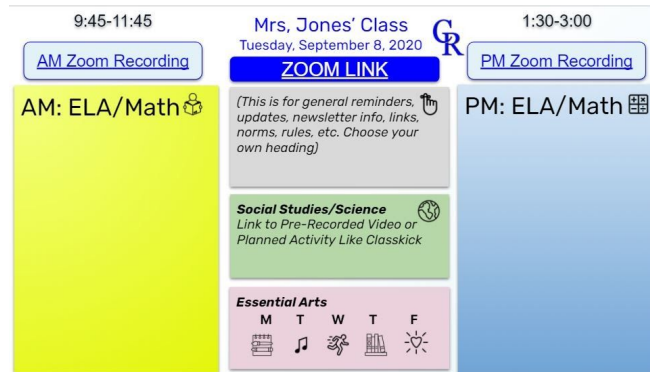 9:45-11:45
AM Zoom Recording
AM: ELA/Math
Mrs, Jones' Class
Tuesday, September 8, 2020
CR
ZOOM LINK
(This is for general reminders,
updates, newsletter info, links,
norms, rules, etc. Choose your
own heading)
Social Studies/Science
Link to Pre-Recorded Video or
Planned Activity Like Classkick
Essential Arts
M T W T F
1:30-3:00
PM Zoom Recording
PM: ELA/Math